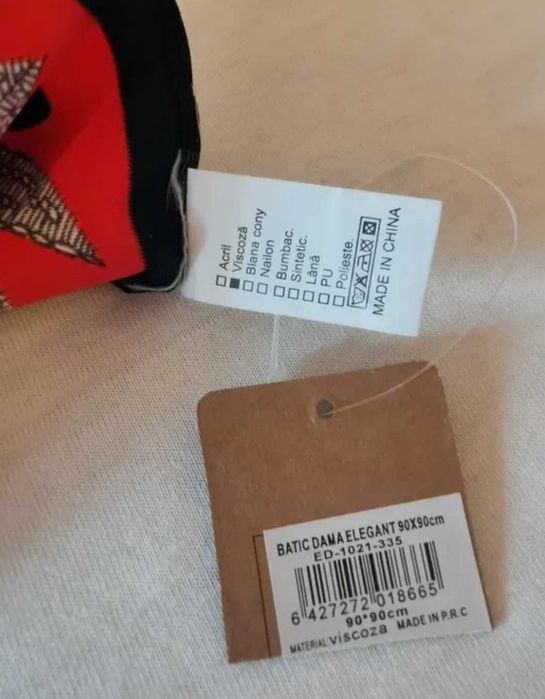 Acril
Viscoză
Blana cony
Nailon
Bumbac.
Sintetic.
Lână
PU
Polieste.
MADE IN CHINA
BATIC DAMA ELEGANT 90X90cm
ED-1021-335
6 427272 018665
90*90cm
MATERIAL viscoza MADE IN P.R.C